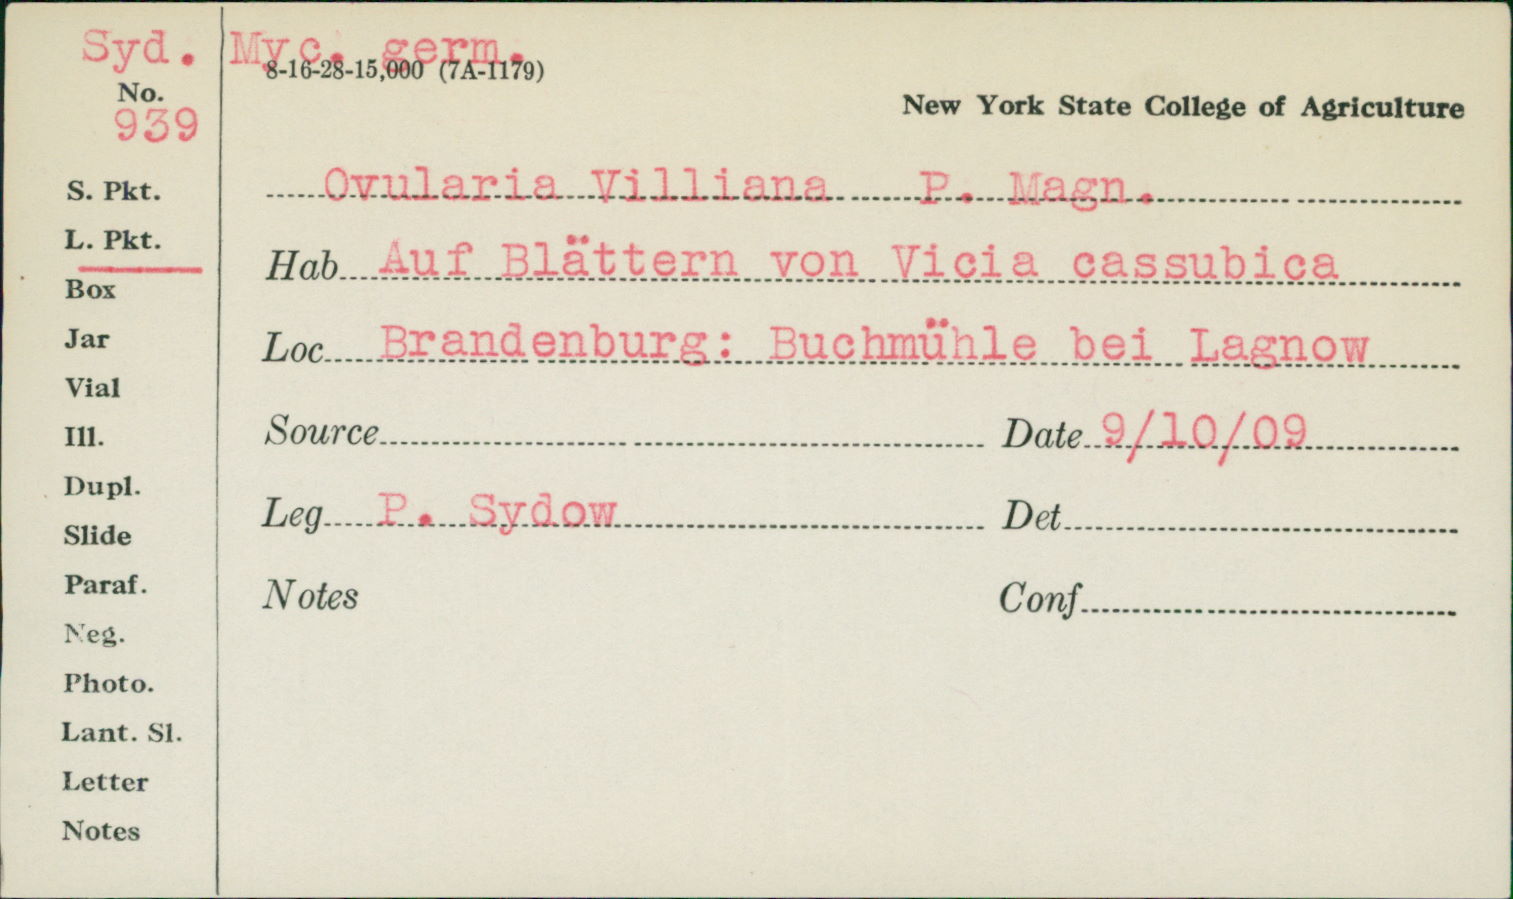 Syd. Myc. germ.
8-16-28-15,000 (7A-1179)
No.
939
New York State College of Agriculture
S. Pkt.
Ovularia Villiana P. Magn.
L. Pkt.
Hab Auf Blättern von Vicia cassubica
Box
Jar
Loc Brandenburg: Buchmühle bei Lagnow
Vial
Ill.
Source Date 9/10/09
Dupl.
Leg P. Sydow Det
Slide
Paraf.
Notes Conf
Neg.
Photo.
Lant. Sl.
Letter
Notes